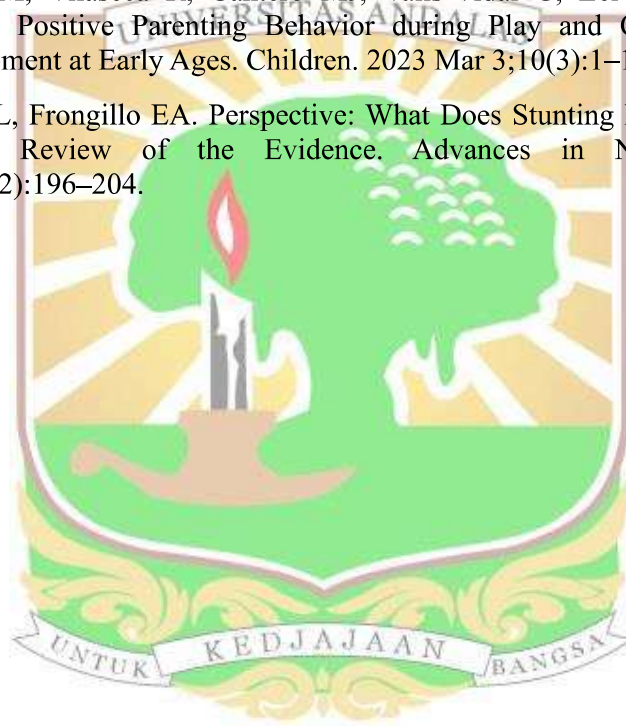 Positive Parenting Behavior during Play and
ment at Early Ages. Children. 2023 Mar 3;10(3):1–1
L, Frongillo EA. Perspective: What Does Stunting
Review of the Evidence. Advances in N
2):196–204.
UNTUK KEDJAJAAN BANGSA